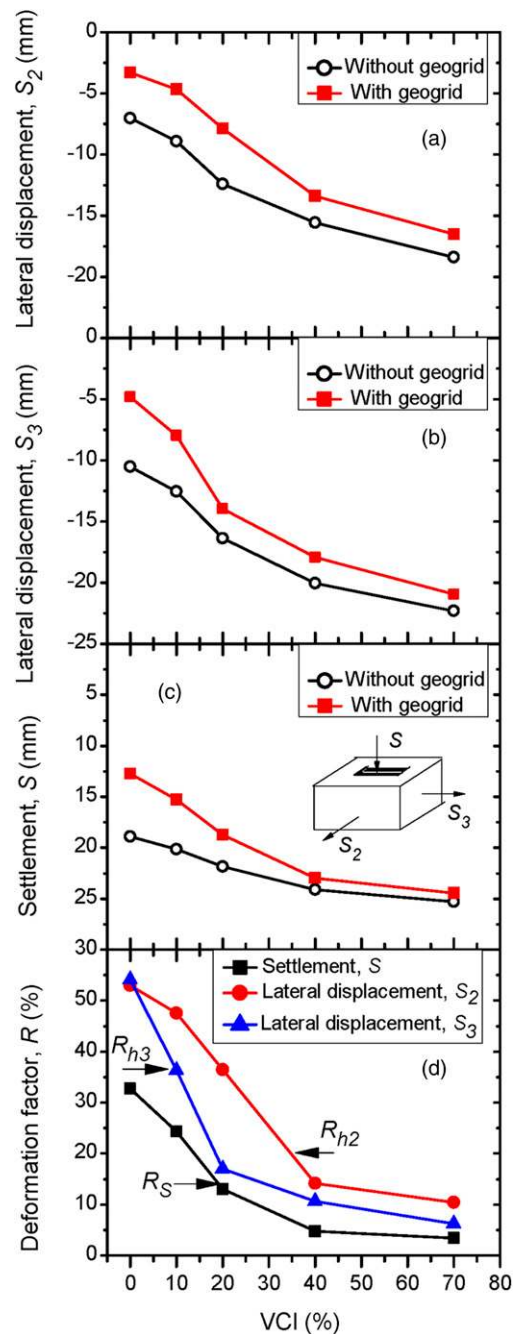 Lateral displacement, S2 (mm)
0
-5
-10
-15
-20
Without geogrid
With geogrid
(a)
Lateral displacement, S3 (mm)
0
-5
-10
-15
-20
-25
Without geogrid
With geogrid
(b)
Settlement, S (mm)
5
10
15
20
25
30
(c)
Without geogrid
With geogrid
S
S3
S2
Deformation factor, R (%)
50
40
30
20
10
0
Settlement, S
Lateral displacement, S2
Lateral displacement, S3
(d)
Rh3
Rh2
RS
0 10 20 30 40 50 60 70 80
VCI (%)